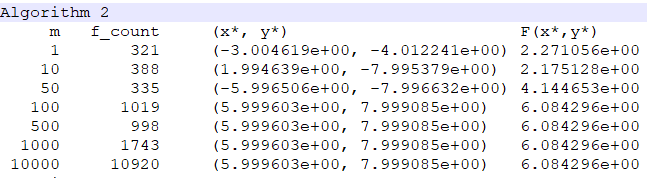 Algorithm 2
m f_count (x*, y*) F(x*,y*)
1 321 (-3.004619e+00, -4.012241e+00) 2.271056e+00
10 388 (1.994639e+00, -7.995379e+00) 2.175128e+00
50 335 (-5.996506e+00, -7.996632e+00) 4.144653e+00
100 1019 (5.999603e+00, 7.999085e+00) 6.084296e+00
500 998 (5.999603e+00, 7.999085e+00) 6.084296e+00
1000 1743 (5.999603e+00, 7.999085e+00) 6.084296e+00
10000 10920 (5.999603e+00, 7.999085e+00) 6.084296e+00